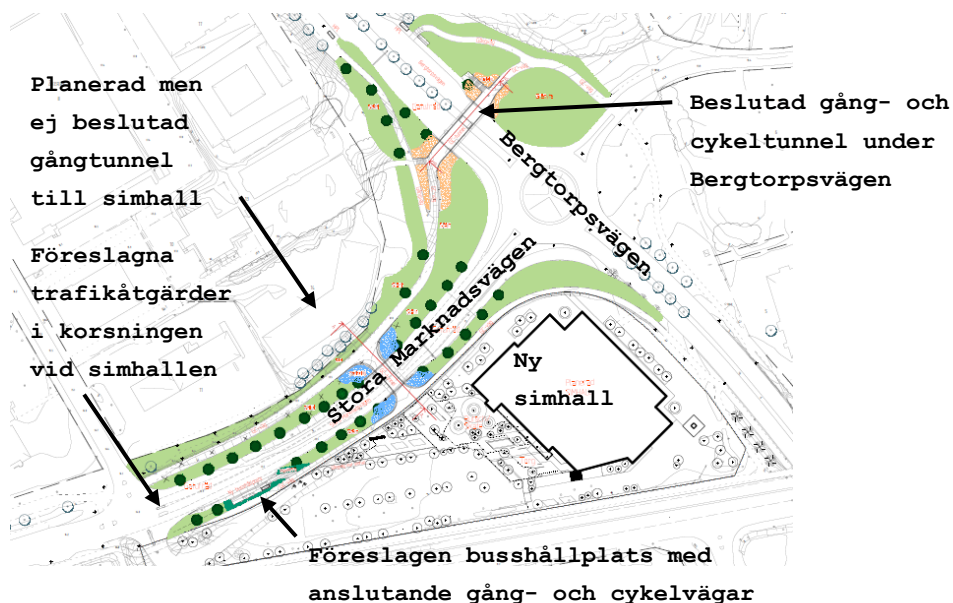 Planerad men
ej beslutad
gångtunnel
till simhall
Föreslagna
trafikåtgärder
i korsningen
vid simhallen
Beslutad gång- och
cykeltunnel under
Bergtorpsvägen
Bergtorpsvägen
Stora Marknadsvägen
Ny
simhall
Föreslagen busshållplats med
anslutande gång- och cykelvägar